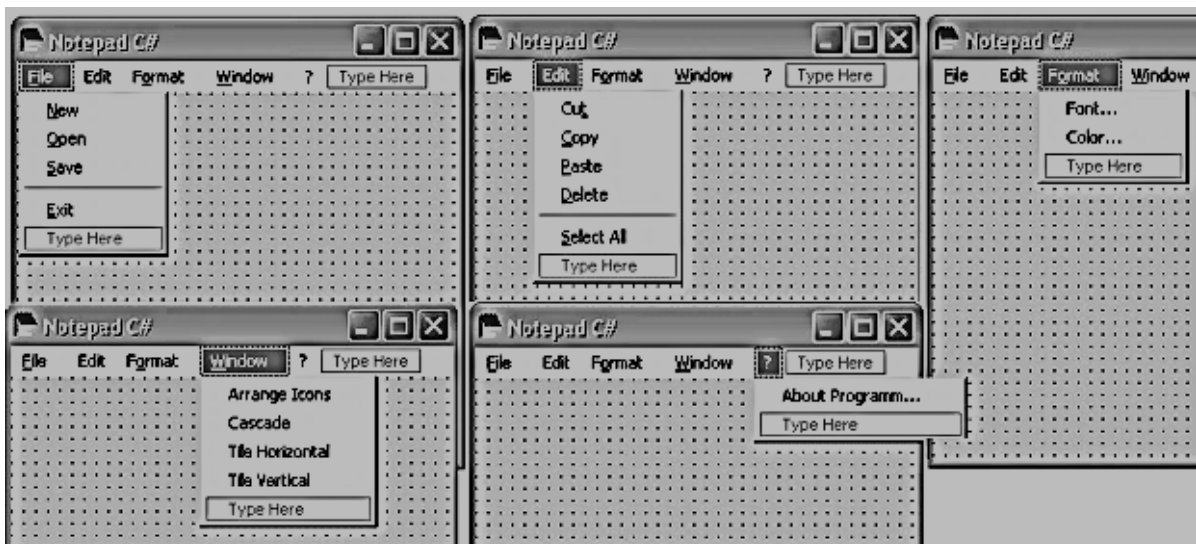 Notepad C#
File Edit Format Window ? Type Here
New
Open
Save
Exit
Type Here
Notepad C#
File Edit Format Window ? Type Here
Cut
Copy
Paste
Delete
Select All
Type Here
Notepad C#
File Edit Format Window
Font...
Color...
Type Here
Notepad C#
File Edit Format Window ? Type Here
Arrange Icons
Cascade
Tile Horizontal
Tile Vertical
Type Here
Notepad C#
File Edit Format Window ? Type Here
About Programm...
Type Here